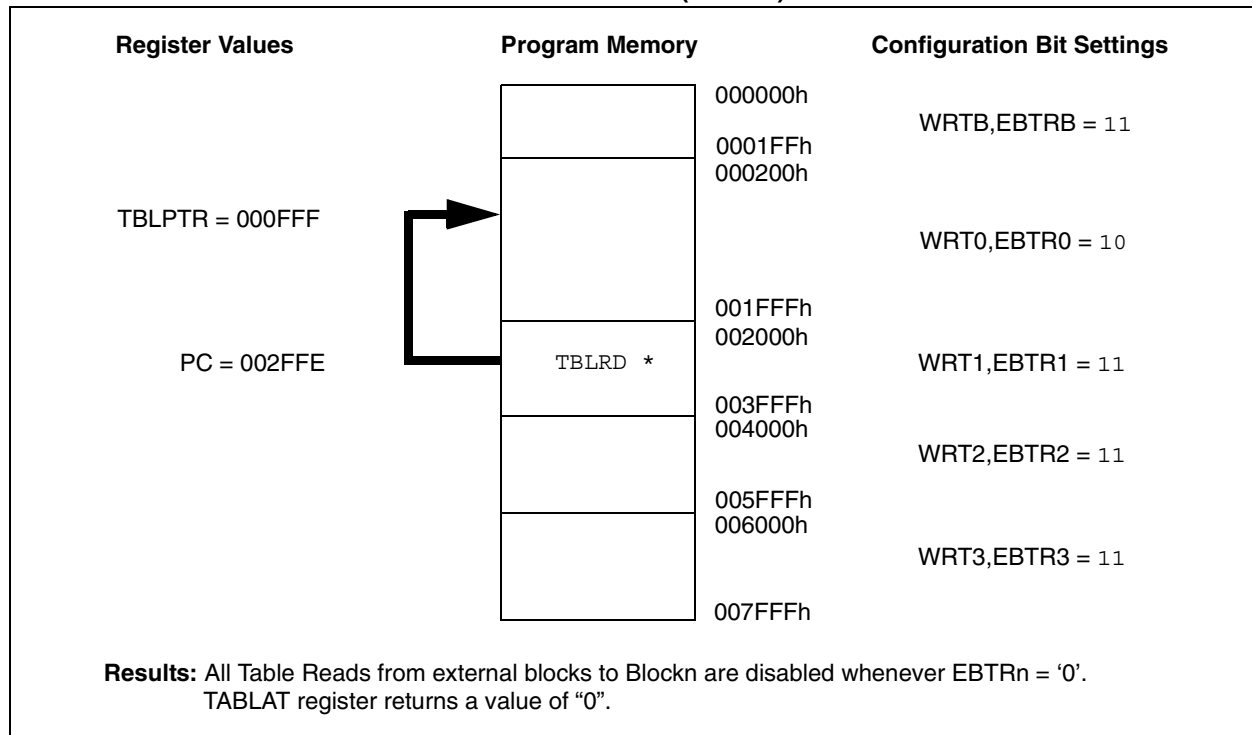 Register Values
Program Memory
Configuration Bit Settings
000000h
WRTB,EBTRB = 11
0001FFh
000200h
TBLPTR = 000FFF
WRT0,EBTR0 = 10
001FFFh
002000h
PC = 002FFE
TBLRD *
WRT1,EBTR1 = 11
003FFFh
004000h
WRT2,EBTR2 = 11
005FFFh
006000h
WRT3,EBTR3 = 11
007FFFh
Results: All Table Reads from external blocks to Blockn are disabled whenever EBTRn = ‘0’.
TABLAT register returns a value of “0”.